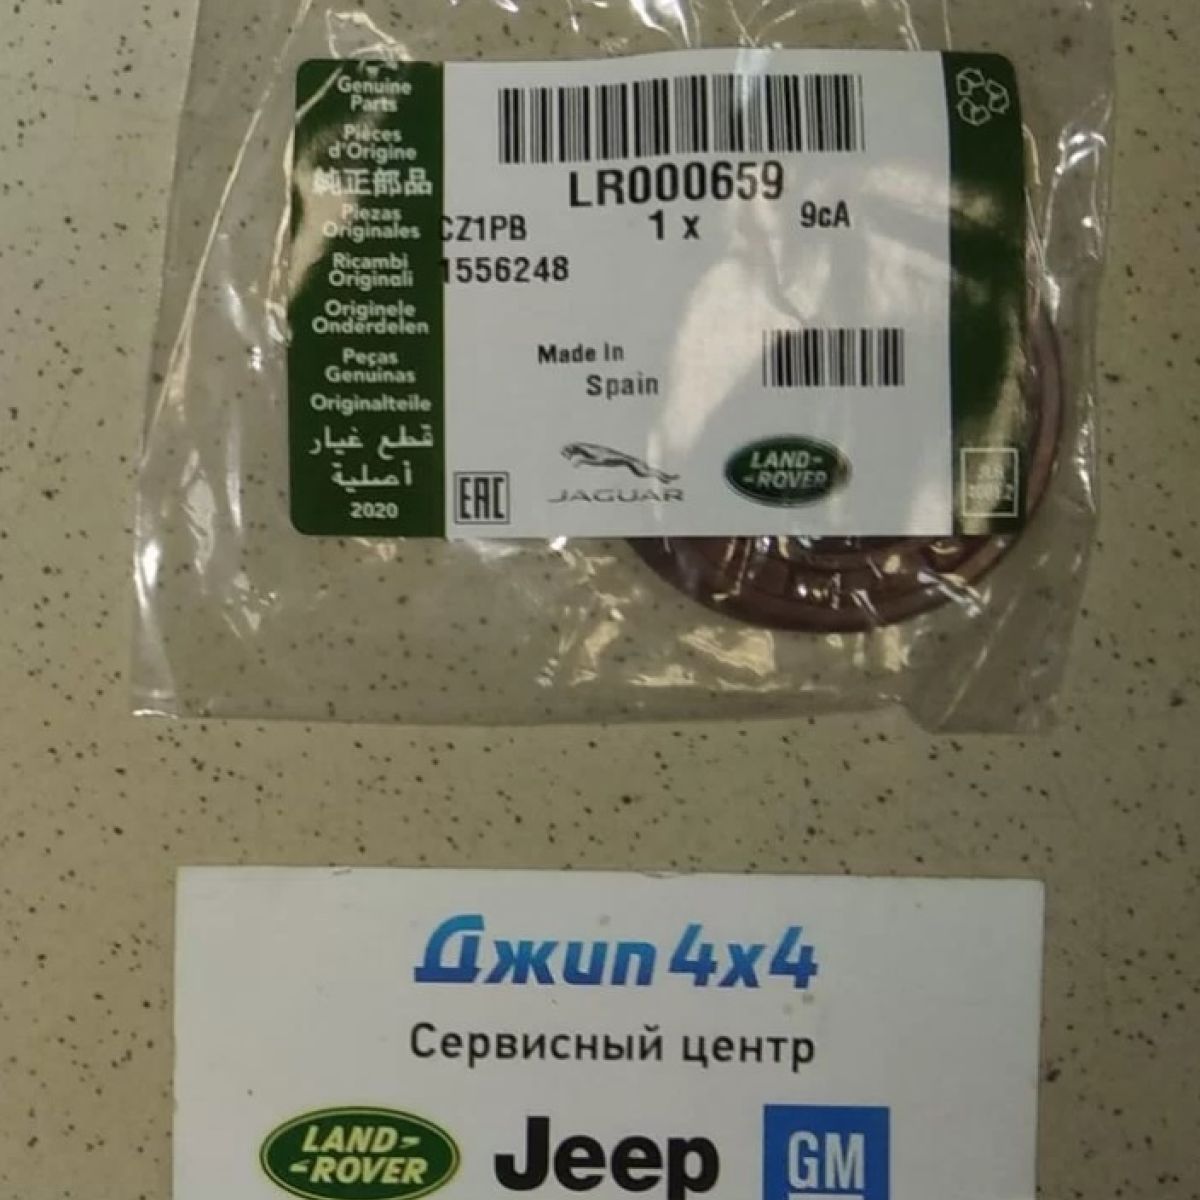 Genuine
Parts
Pièces
d'Origine
純正部品
Piezas
Originales
Ricambi
Originali
Originele
Onderdelen
Peças
Genuinas
Originalteile
قطع غيار
أصلية
2020
LR000659
CZ1PB 1 x 9cA
1556248
Made In
Spain
EAC
JAGUAR
LAND-
-ROVER
Джип 4x4
Сервисный центр
LAND-
-ROVER
Jeep
GM